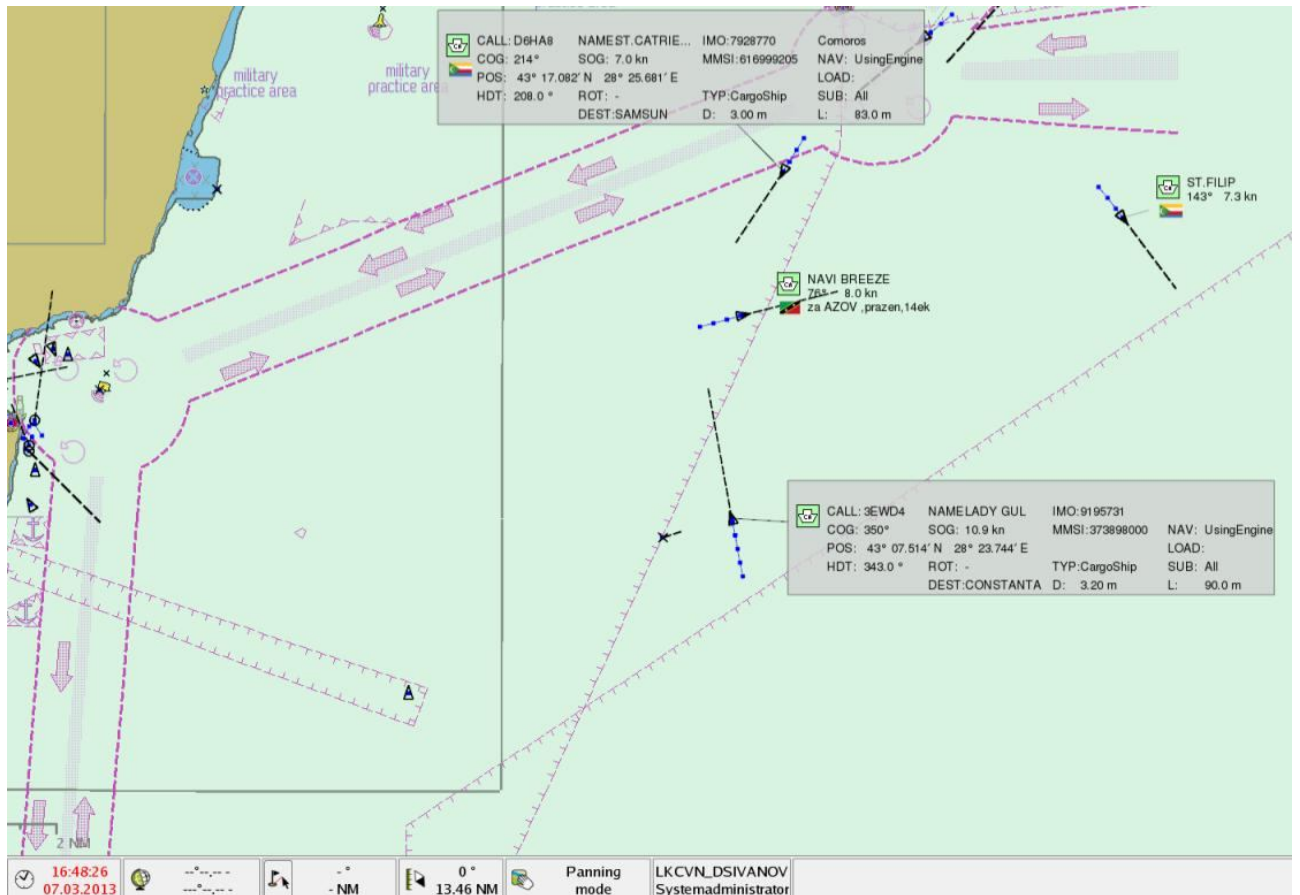 practice area
military
practice area
military
practice area
CALL: D6HA8 NAMEST.CATRIE... IMO:7928770 Comoros
COG: 214° SOG: 7.0 kn MMSI:616999205 NAV: UsingEngine
POS: 43° 17.082′ N 28° 25.681′ E LOAD:
HDT: 208.0 ° ROT: - TYP:CargoShip SUB: All
DEST:SAMSUN D: 3.00 m L: 83.0 m
ST.FILIP
143° 7.3 kn
NAVI BREEZE
76° 8.0 kn
za AZOV ,prazen,14ek
CALL: 3EWD4 NAMELADY GUL IMO:9195731
COG: 350° SOG: 10.9 kn MMSI:373898000 NAV: UsingEngine
POS: 43° 07.514′ N 28° 23.744′ E LOAD:
HDT: 343.0 ° ROT: - TYP:CargoShip SUB: All
DEST:CONSTANTA D: 3.20 m L: 90.0 m
2 NM
16:48:26 --°--.--- - ° 0 ° Panning LKCVN_DSIVANOV
07.03.2013 ---°--.--- - NM 13.46 NM mode Systemadministrator